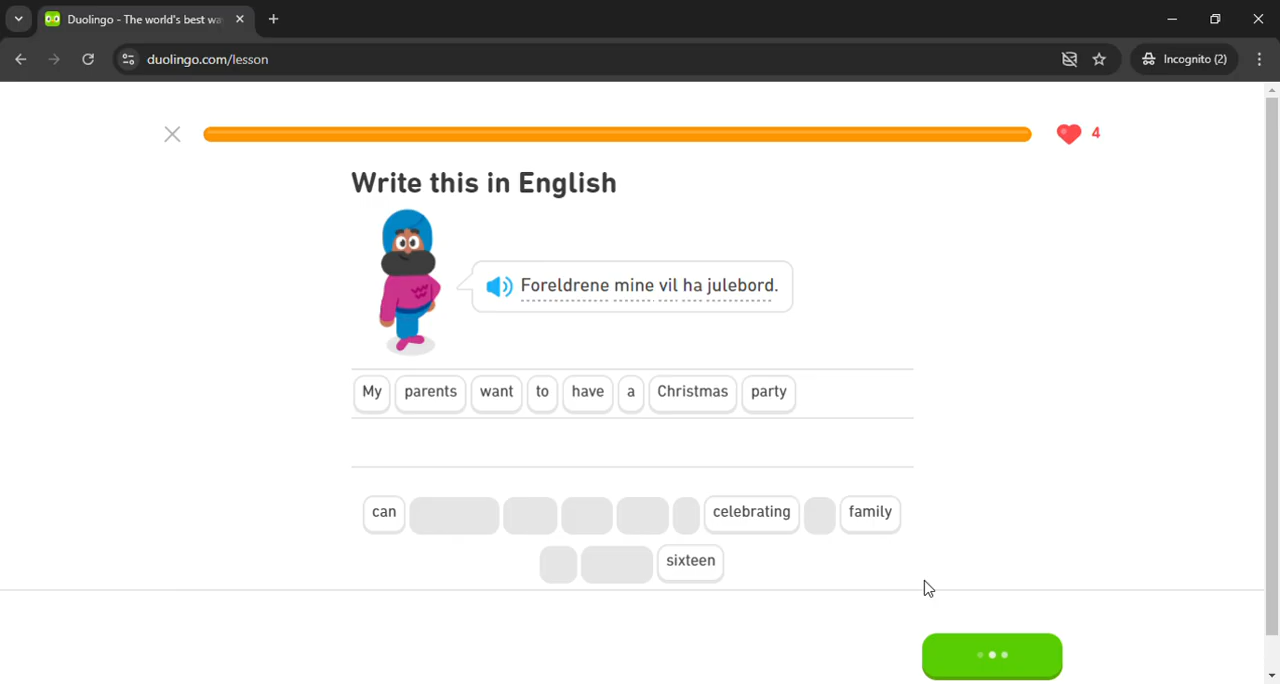 Duolingo - The world's best wa
duolingo.com/lesson
Incognito (2)
4
Write this in English
Foreldrene mine vil ha julebord.
My parents want to have a Christmas party
can celebrating family
sixteen